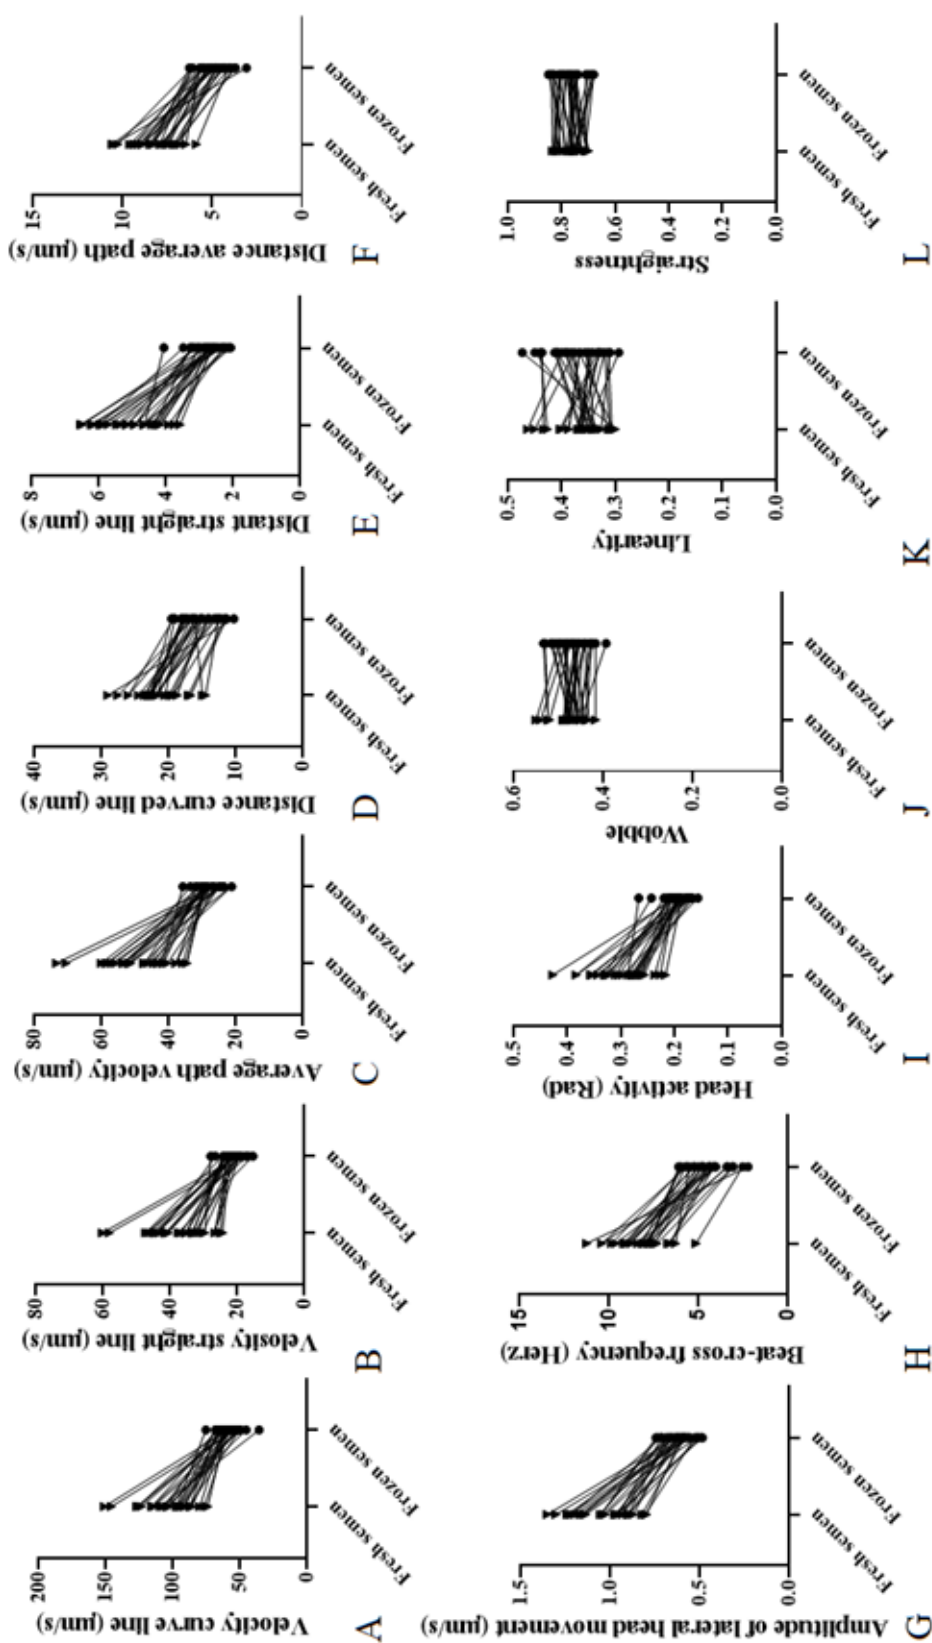 A
Velocity curve line (µm/s)
200
150
100
50
0
Fresh semen
Frozen semen
B
Velosity straight line (µm/s)
80
60
40
20
0
Fresh semen
Frozen semen
C
Average path velocity (µm/s)
80
60
40
20
0
Fresh semen
Frozen semen
D
Distance curved line (µm/s)
40
30
20
10
0
Fresh semen
Frozen semen
E
Distant straight line (µm/s)
8
6
4
2
0
Fresh semen
Frozen semen
F
Distance average path (µm/s)
15
10
5
0
Fresh semen
Frozen semen
G
Amplitude of lateral head movement (µm/s)
1.5
1.0
0.5
0.0
Fresh semen
Frozen semen
H
Beat-cross frequency (Herz)
15
10
5
0
Fresh semen
Frozen semen
I
Head activity (Rad)
0.5
0.4
0.3
0.2
0.1
0.0
Fresh semen
Frozen semen
J
Wobble
0.6
0.4
0.2
0.0
Fresh semen
Frozen semen
K
Linearity
0.5
0.4
0.3
0.2
0.1
0.0
Fresh semen
Frozen semen
L
Straightness
1.0
0.8
0.6
0.4
0.2
0.0
Fresh semen
Frozen semen